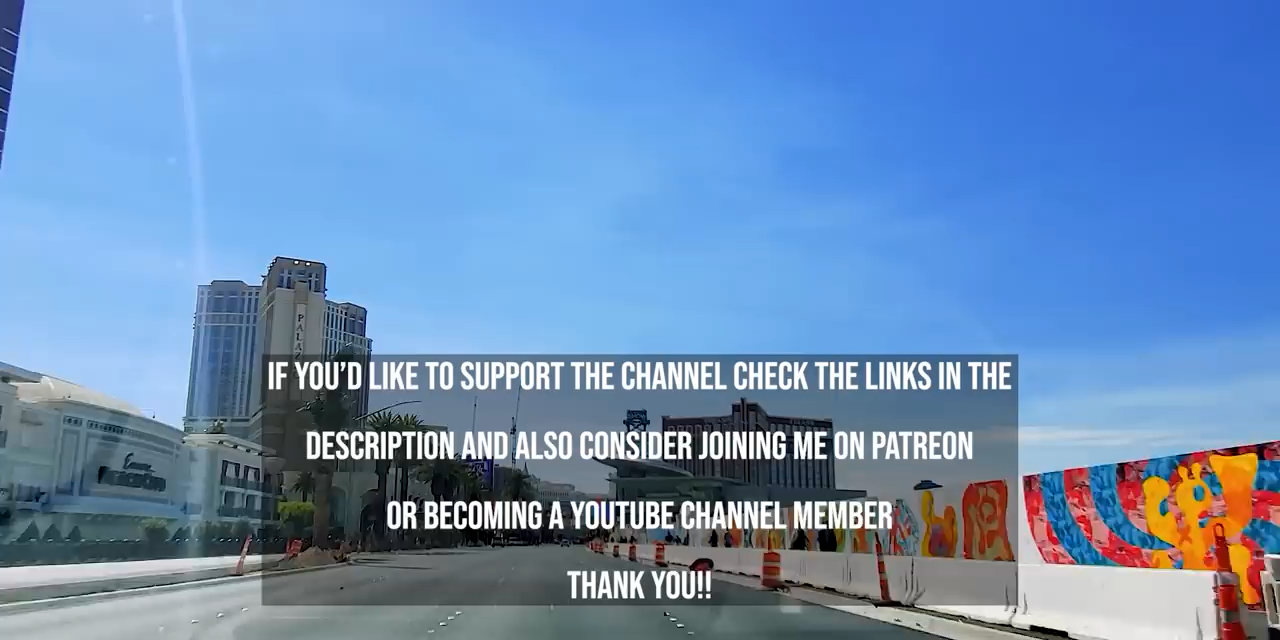 PALAZ
IF YOU'D LIKE TO SUPPORT THE CHANNEL CHECK THE LINKS IN THE
DESCRIPTION AND ALSO CONSIDER JOINING ME ON PATREON
OR BECOMING A YOUTUBE CHANNEL MEMBER
THANK YOU!!